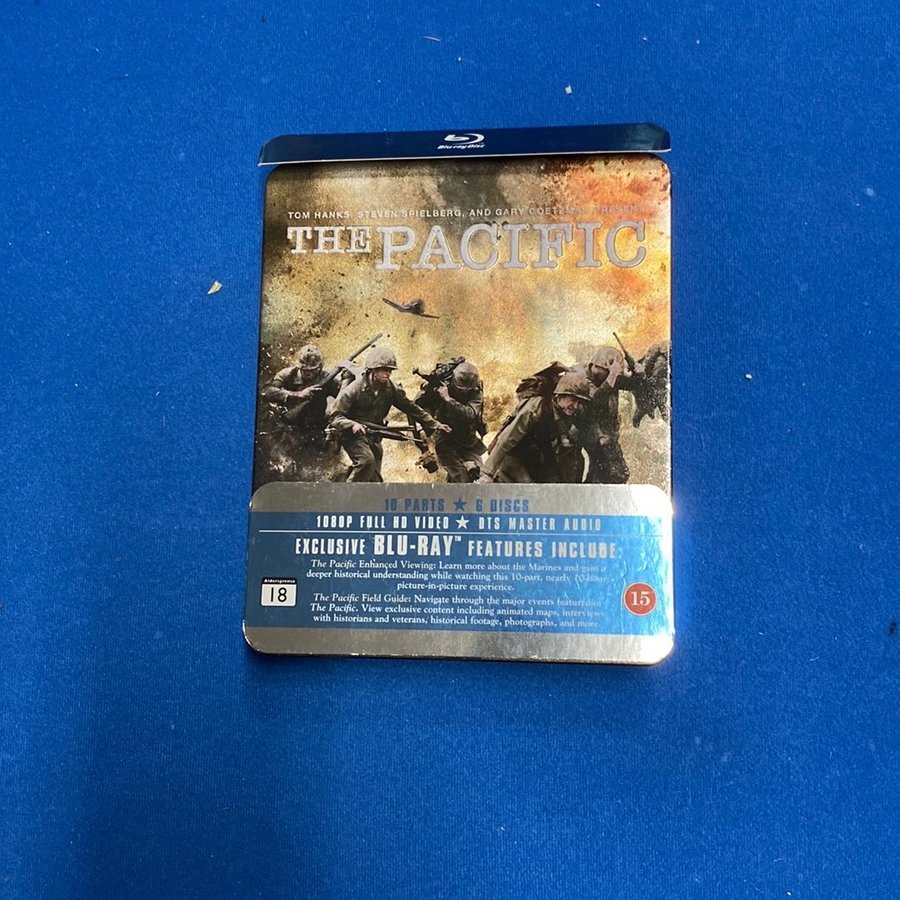 Blu-ray Disc
TOM HANKS, STEVEN SPIELBERG, AND GARY GOETZMAN PRESENT
THE PACIFIC
10 PARTS ★ 6 DISCS
1080P FULL HD VIDEO ★ DTS MASTER AUDIO
EXCLUSIVE BLU-RAY™ FEATURES INCLUDE:
The Pacific Enhanced Viewing: Learn more about the Marines and gain a
deeper historical understanding while watching this 10-part, nearly 10-hour,
picture-in-picture experience.
The Pacific Field Guide: Navigate through the major events featured in
The Pacific. View exclusive content including animated maps, interviews
with historians and veterans, historical footage, photographs, and more.
Aldersgrense
18
15